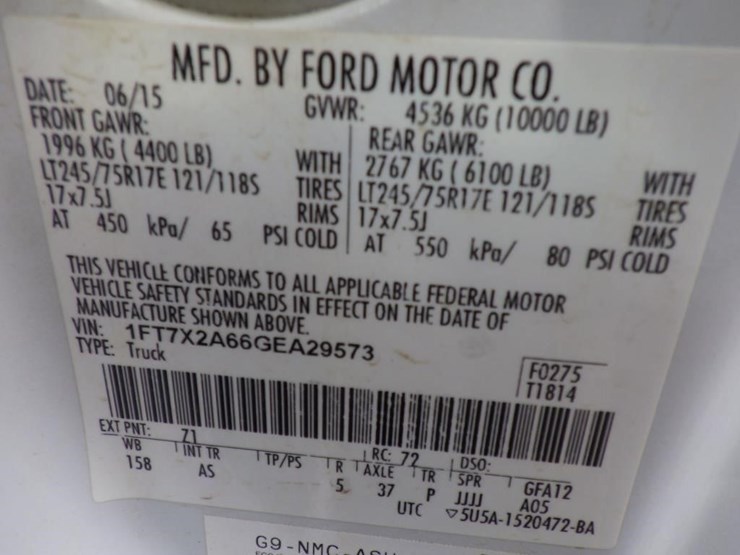 MFD. BY FORD MOTOR CO.
DATE: 06/15 GVWR: 4536 KG (10000 LB)
FRONT GAWR: REAR GAWR:
1996 KG ( 4400 LB) WITH 2767 KG ( 6100 LB) WITH
LT245/75R17E 121/118S TIRES LT245/75R17E 121/118S TIRES
17x7.5J RIMS 17x7.5J RIMS
AT 450 kPa/ 65 PSI COLD AT 550 kPa/ 80 PSI COLD
THIS VEHICLE CONFORMS TO ALL APPLICABLE FEDERAL MOTOR
VEHICLE SAFETY STANDARDS IN EFFECT ON THE DATE OF
MANUFACTURE SHOWN ABOVE.
VIN: 1FT7X2A66GEA29573
TYPE: Truck
F0275
T1814
EXT PNT: 71 RC: 72 DSO:
WB INT TR TP/PS R AXLE TR SPR GFA12
158 AS 5 37 P JJJJ A05
UTC ▽5U5A-1520472-BA
G9-NMC